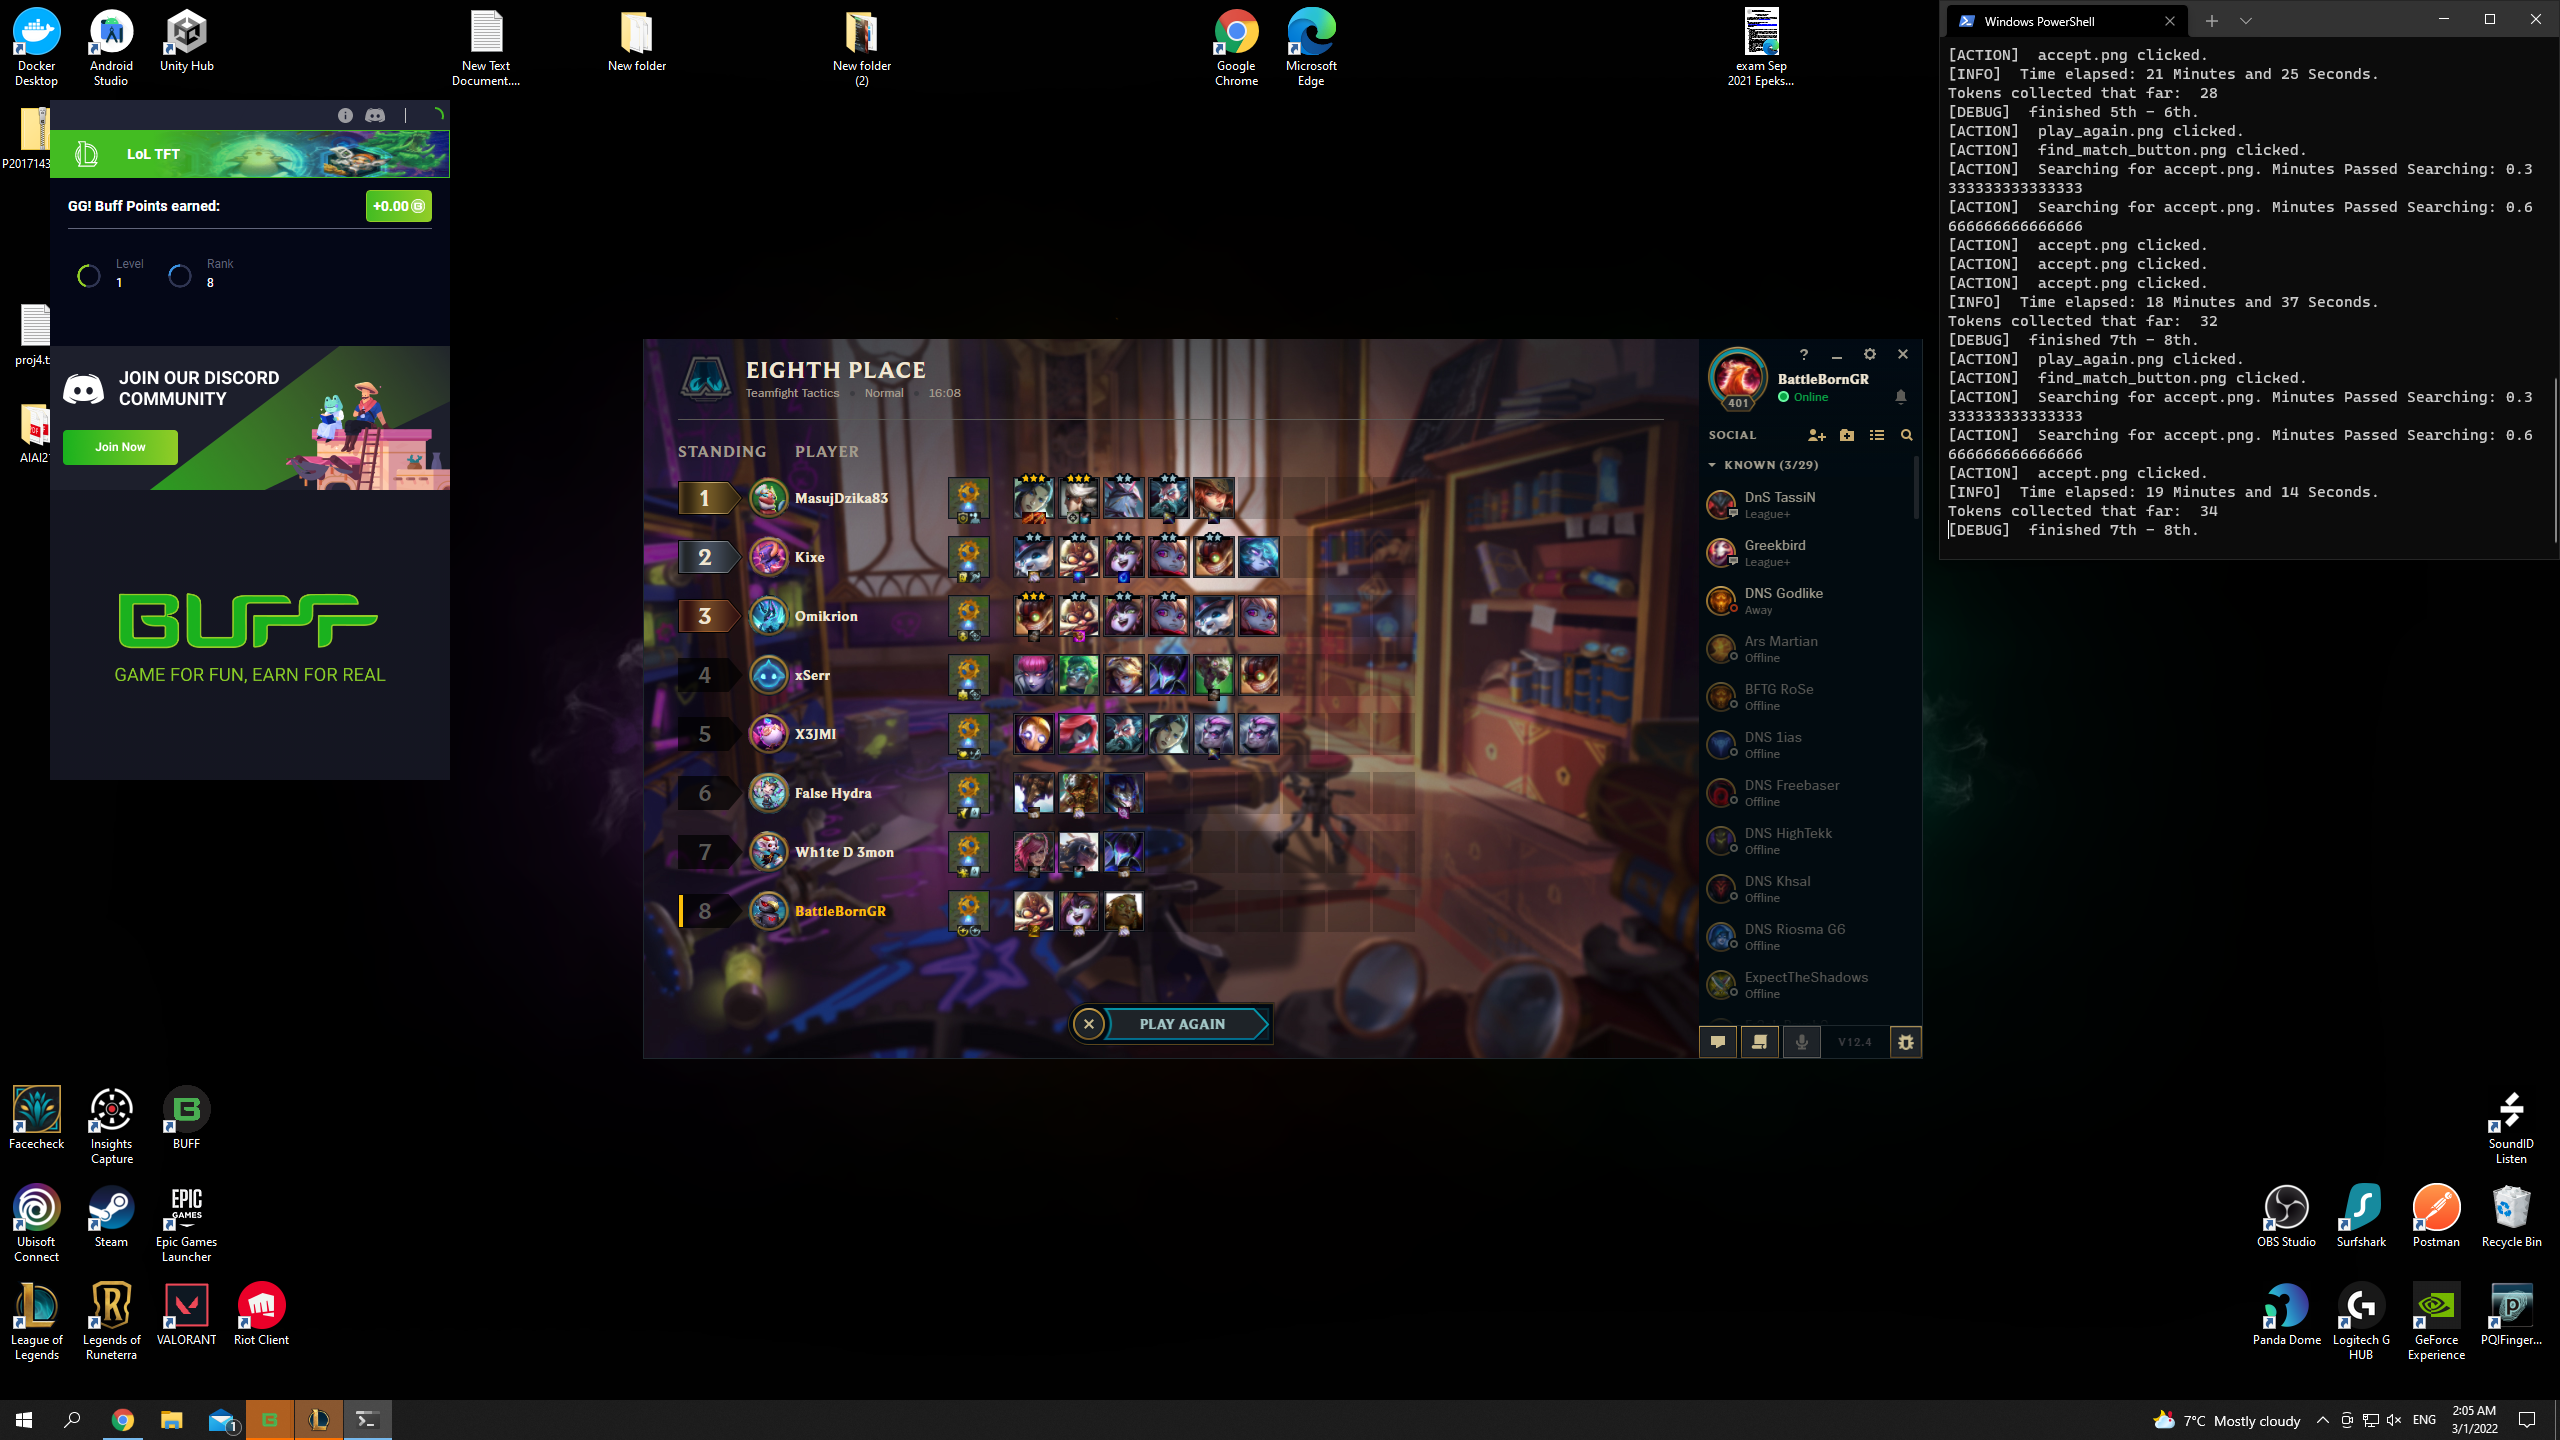 Docker
Desktop
Android
Studio
Unity Hub
New Text
Document....
New folder
New folder
(2)
Google
Chrome
Microsoft
Edge
exam Sep
2021 Epeks...
P2017143
proj4.t
PDF
AIAI2
LoL TFT
GG! Buff Points earned:
+0.00
Level
1
Rank
8
JOIN OUR DISCORD
COMMUNITY
Join Now
BUFF
GAME FOR FUN, EARN FOR REAL
EIGHTH PLACE
Teamfight Tactics • Normal • 16:08
STANDING PLAYER
1 MasujDzika83
2 Kixe
3 Omikrion
4 xSerr
5 X3JMI
6 False Hydra
7 Wh1te D 3mon
8 BattleBornGR
PLAY AGAIN
?
BattleBornGR
Online
401
SOCIAL
KNOWN (3/29)
DnS TassiN
League+
Greekbird
League+
DNS Godlike
Away
Ars Martian
Offline
BFTG RoSe
Offline
DNS 1ias
Offline
DNS Freebaser
Offline
DNS HighTekk
Offline
DNS Khsal
Offline
DNS Riosma G6
Offline
ExpectTheShadows
Offline
V12.4
Windows PowerShell
[ACTION]  accept.png clicked.
[INFO]  Time elapsed: 21 Minutes and 25 Seconds.
Tokens collected that far:  28
[DEBUG]  finished 5th - 6th.
[ACTION]  play_again.png clicked.
[ACTION]  find_match_button.png clicked.
[ACTION]  Searching for accept.png. Minutes Passed Searching: 0.3
333333333333333
[ACTION]  Searching for accept.png. Minutes Passed Searching: 0.6
666666666666666
[ACTION]  accept.png clicked.
[ACTION]  accept.png clicked.
[ACTION]  accept.png clicked.
[INFO]  Time elapsed: 18 Minutes and 37 Seconds.
Tokens collected that far:  32
[DEBUG]  finished 7th - 8th.
[ACTION]  play_again.png clicked.
[ACTION]  find_match_button.png clicked.
[ACTION]  Searching for accept.png. Minutes Passed Searching: 0.3
333333333333333
[ACTION]  Searching for accept.png. Minutes Passed Searching: 0.6
666666666666666
[ACTION]  accept.png clicked.
[INFO]  Time elapsed: 19 Minutes and 14 Seconds.
Tokens collected that far:  34
[DEBUG]  finished 7th - 8th.
Facecheck
Insights
Capture
BUFF
Ubisoft
Connect
Steam
EPIC
GAMES
Epic Games
Launcher
League of
Legends
Legends of
Runeterra
VALORANT
Riot Client
SoundID
Listen
OBS Studio
Surfshark
Postman
Recycle Bin
Panda Dome
Logitech G
HUB
GeForce
Experience
PQIFinger...
1
7°C Mostly cloudy
ENG
2:05 AM
3/1/2022